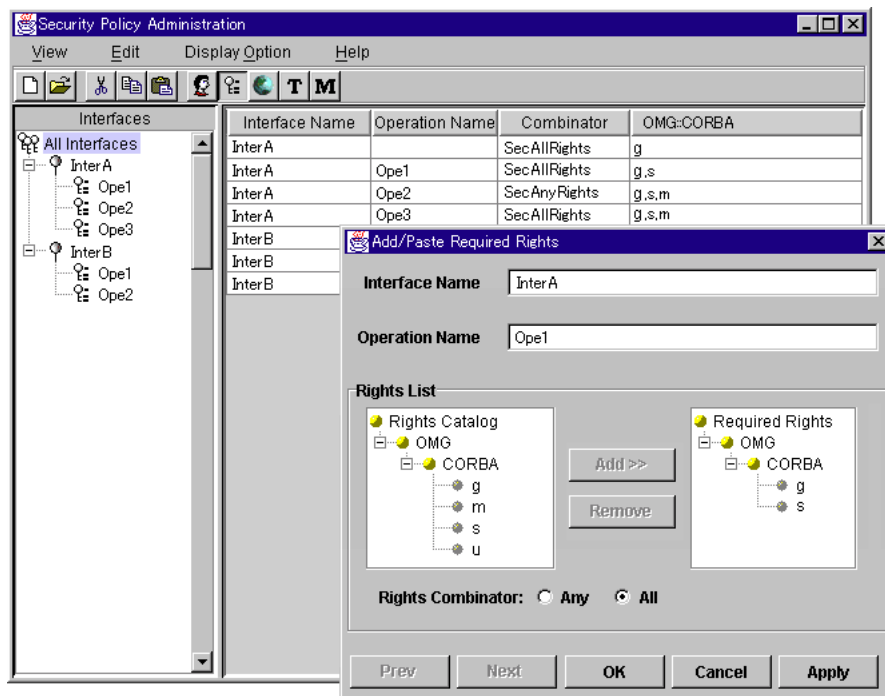 Security Policy Administration
View Edit Display Option Help
T M
Interfaces
All Interfaces
InterA
Ope1
Ope2
Ope3
InterB
Ope1
Ope2
Interface Name Operation Name Combinator OMG::CORBA
InterA SecAllRights g
InterA Ope1 SecAllRights g,s
InterA Ope2 SecAnyRights g,s,m
InterA Ope3 SecAllRights g,s,m
InterB
InterB
InterB
Add/Paste Required Rights
Interface Name InterA
Operation Name Ope1
Rights List
Rights Catalog
OMG
CORBA
g
m
s
u
Add >>
Remove
Required Rights
OMG
CORBA
g
s
Rights Combinator: Any All
Prev Next OK Cancel Apply